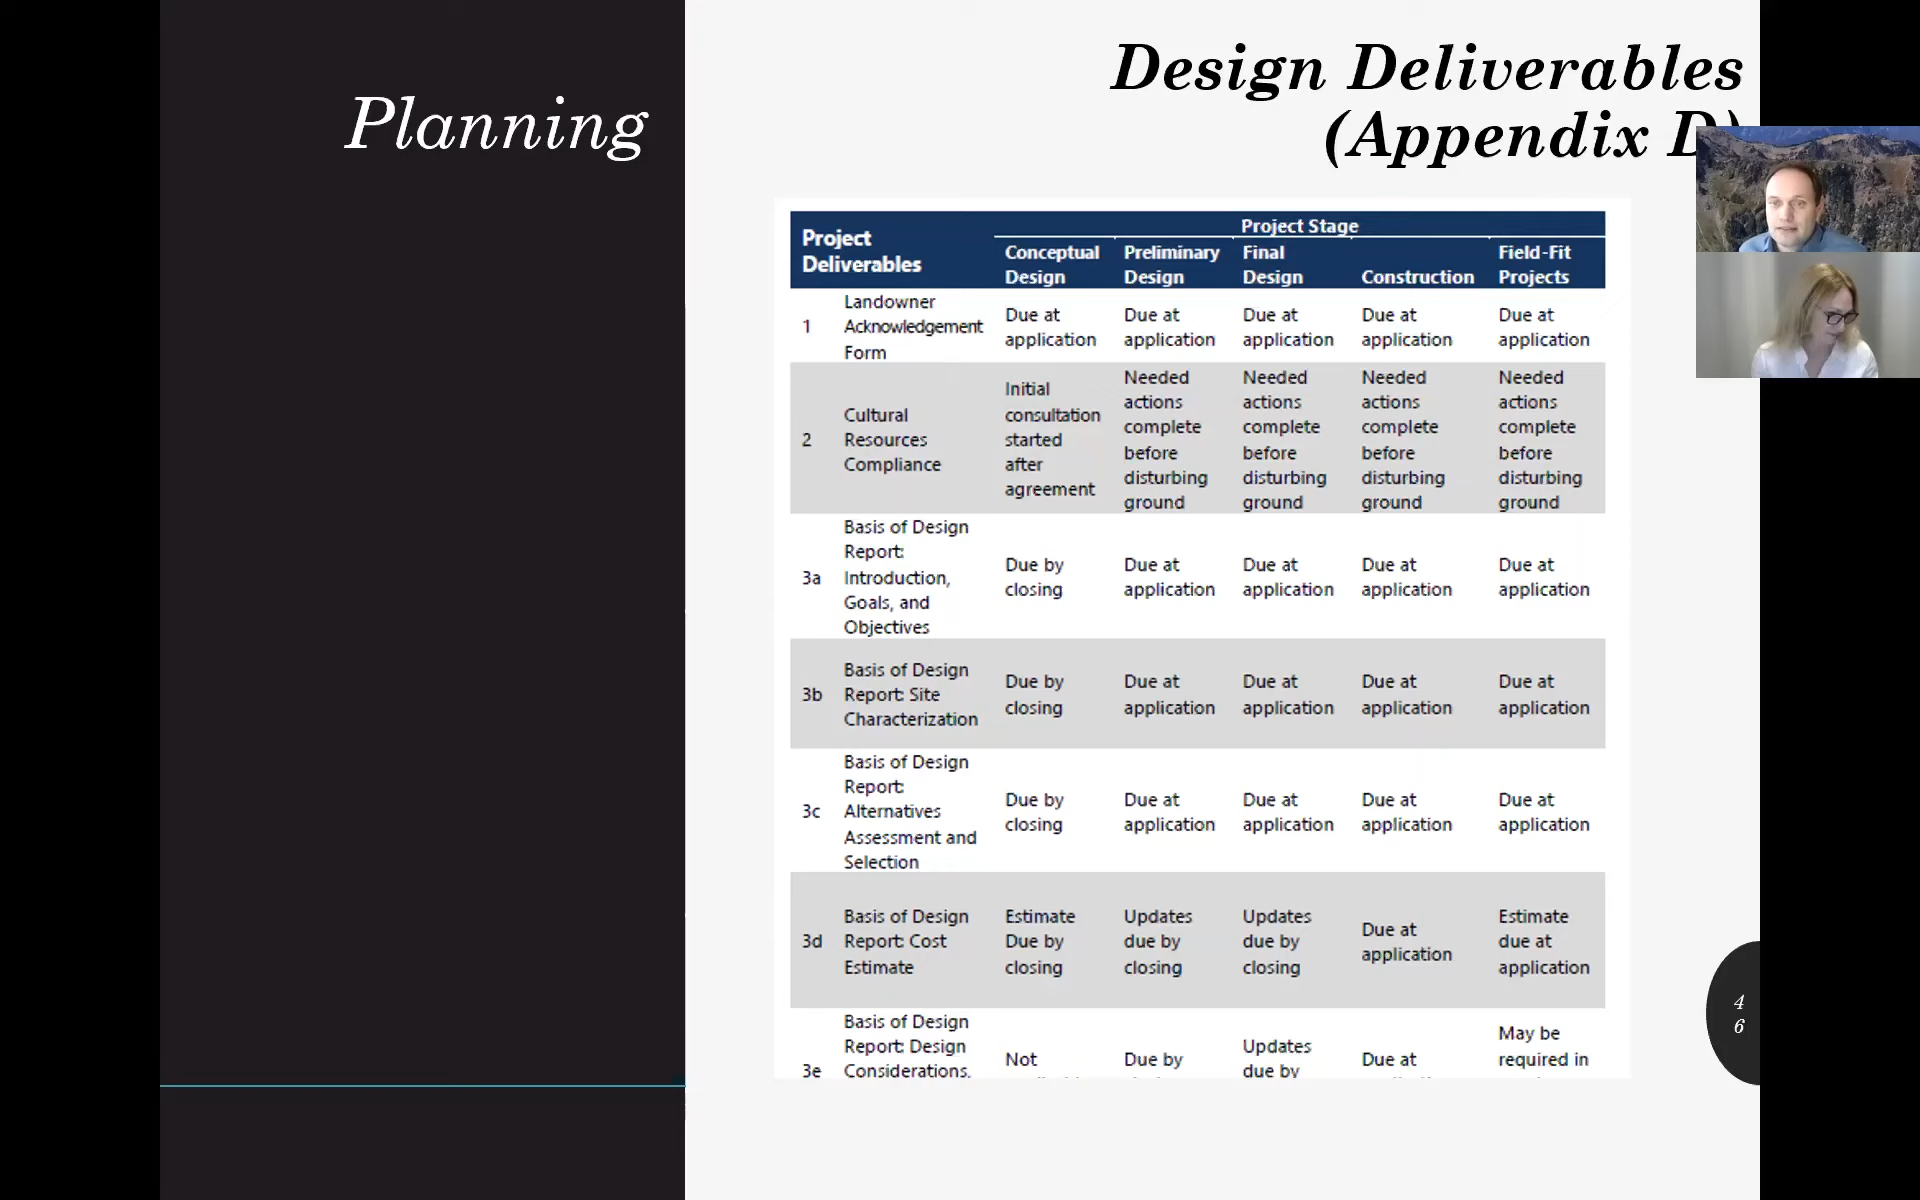 Planning
Design Deliverables
(Appendix D)
Project Deliverables
Project Stage
Conceptual Design
Preliminary Design
Final Design
Construction
Field-Fit Projects
1
Landowner Acknowledgement Form
Due at application
Due at application
Due at application
Due at application
Due at application
2
Cultural Resources Compliance
Initial consultation started after agreement
Needed actions complete before disturbing ground
Needed actions complete before disturbing ground
Needed actions complete before disturbing ground
Needed actions complete before disturbing ground
3a
Basis of Design Report: Introduction, Goals, and Objectives
Due by closing
Due at application
Due at application
Due at application
Due at application
3b
Basis of Design Report: Site Characterization
Due by closing
Due at application
Due at application
Due at application
Due at application
3c
Basis of Design Report: Alternatives Assessment and Selection
Due by closing
Due at application
Due at application
Due at application
Due at application
3d
Basis of Design Report: Cost Estimate
Estimate Due by closing
Updates due by closing
Updates due by closing
Due at application
Estimate due at application
3e
Basis of Design Report: Design Considerations,
Not
Due by
Updates due by
Due at
May be required in
4
6